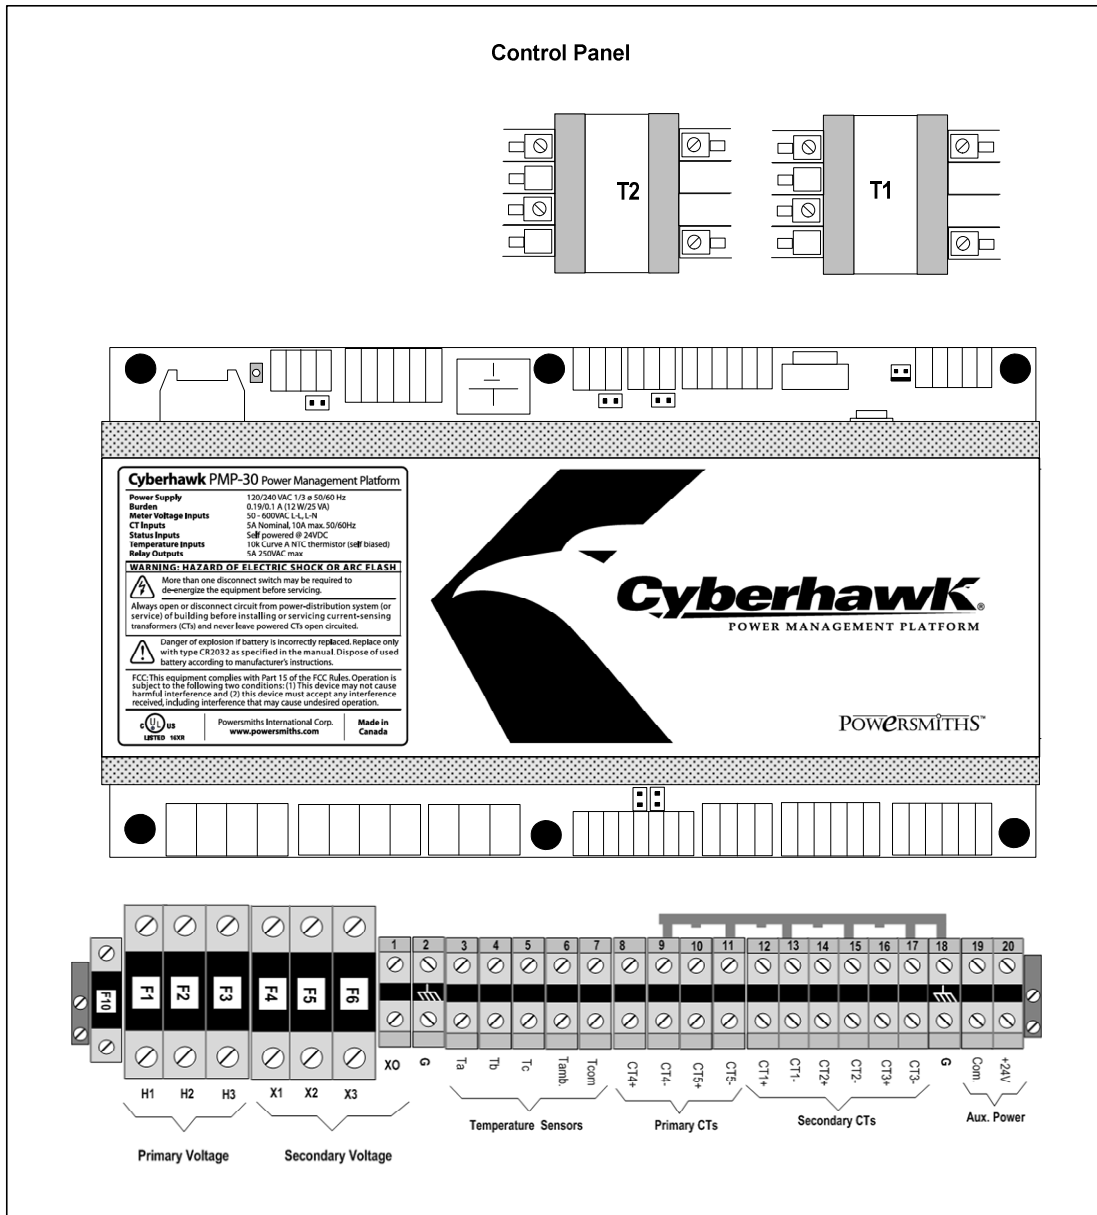 Control Panel
T2
T1
Cyberhawk PMP-30 Power Management Platform
Power Supply 120/240 VAC 1/3 ø 50/60 Hz
Burden 0.19/0.1 A (12 W/25 VA)
Meter Voltage Inputs 50 - 600VAC L-L, L-N
CT Inputs 5A Nominal, 10A max. 50/60Hz
Status Inputs Self powered @ 24VDC
Temperature Inputs 10k Curve A NTC thermistor (self biased)
Relay Outputs 5A 250VAC max
WARNING: HAZARD OF ELECTRIC SHOCK OR ARC FLASH
More than one disconnect switch may be required to
de-energize the equipment before servicing.
Always open or disconnect circuit from power-distribution system (or
service) of building before installing or servicing current-sensing
transformers (CTs) and never leave powered CTs open circuited.
Danger of explosion if battery is incorrectly replaced. Replace only
with type CR2032 as specified in the manual. Dispose of used
battery according to manufacturer's instructions.
FCC: This equipment complies with Part 15 of the FCC Rules. Operation is
subject to the following two conditions: (1) This device may not cause
harmful interference and (2) this device must accept any interference
received, including interference that may cause undesired operation.
C UL US
LISTED 16XR
Powersmiths International Corp.
www.powersmiths.com
Made in
Canada
Cyberhawk®
POWER MANAGEMENT PLATFORM
POWERSMITHS™
1 2 3 4 5 6 7 8 9 10 11 12 13 14 15 16 17 18 19 20
F10 F1 F2 F3 F4 F5 F6
H1 H2 H3 X1 X2 X3 XO G Ta Tb Tc Tamb. Tcom CT4+ CT4- CT5+ CT5- CT1+ CT1- CT2+ CT2- CT3+ CT3- G Com +24V
Temperature Sensors Primary CTs Secondary CTs Aux. Power
Primary Voltage Secondary Voltage